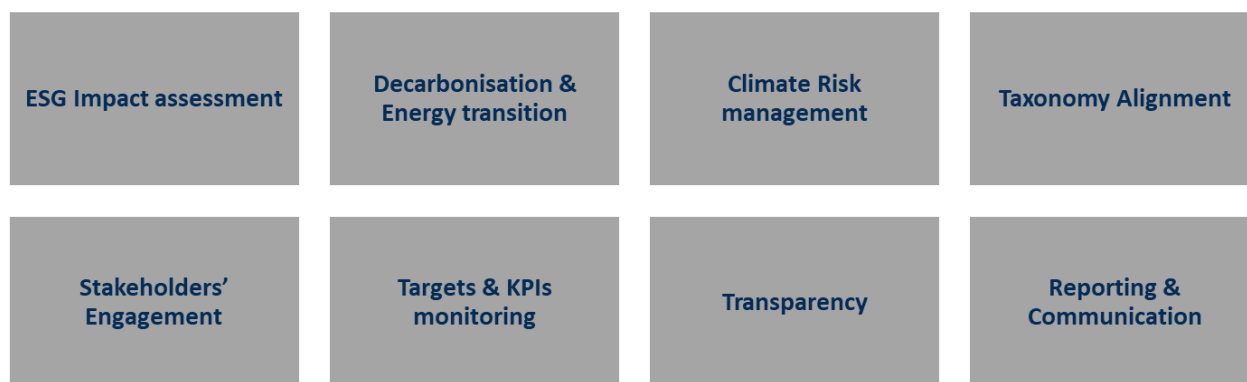 ESG Impact assessment
Decarbonisation &
Energy transition
Climate Risk
management
Taxonomy Alignment
Stakeholders’
Engagement
Targets & KPIs
monitoring
Transparency
Reporting &
Communication